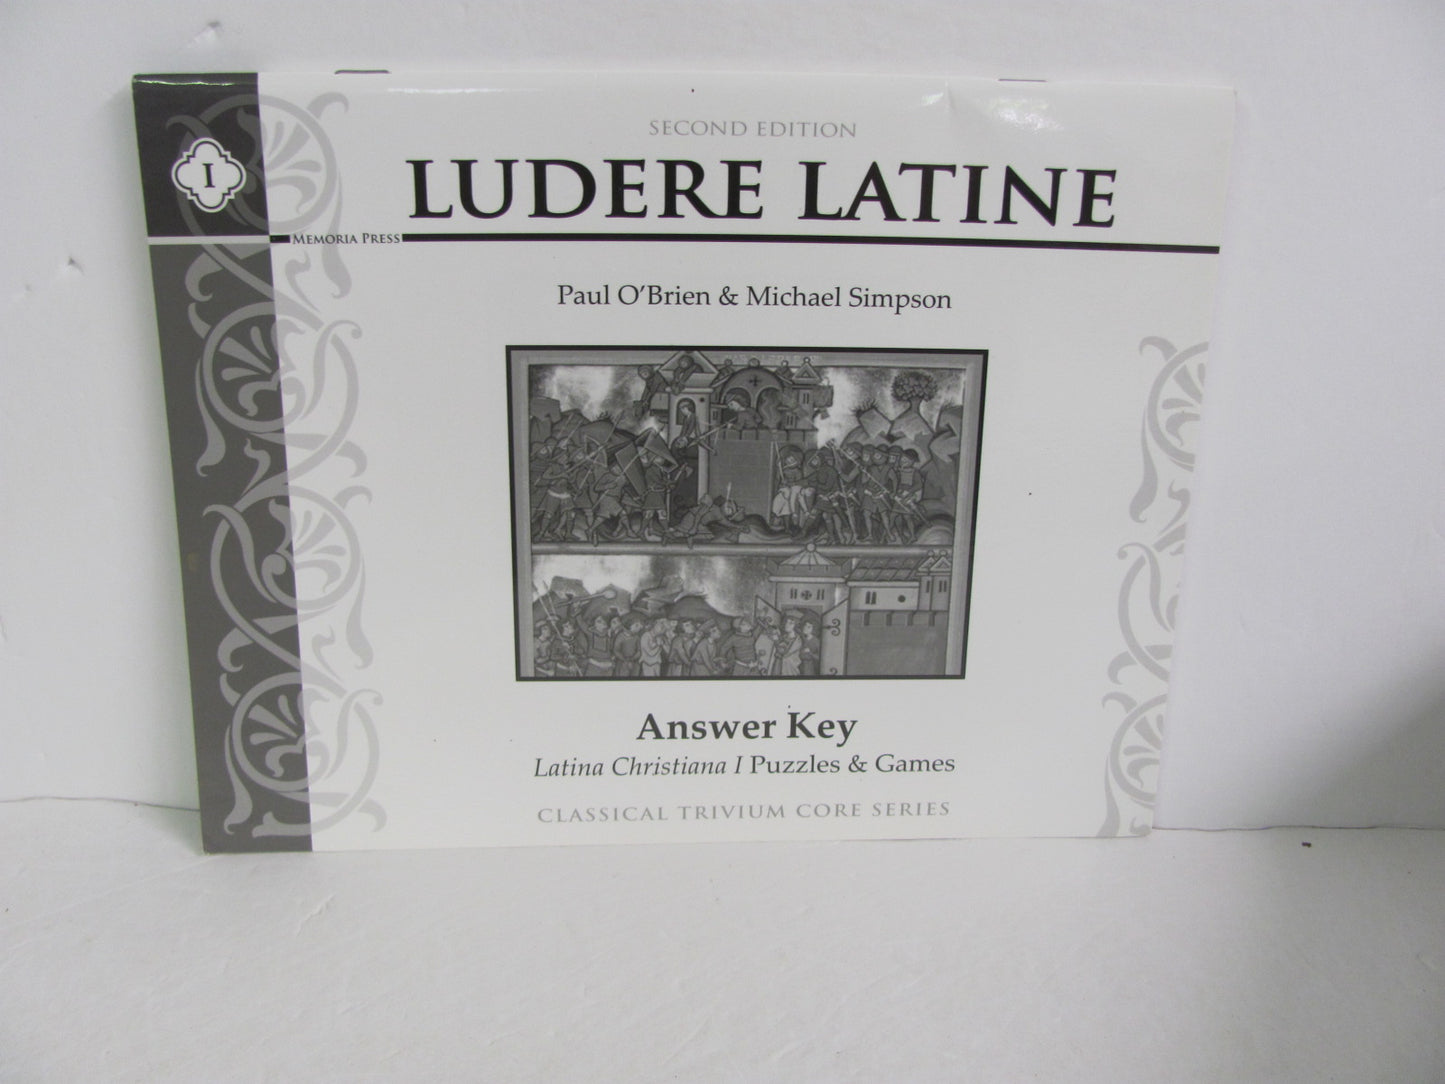 SECOND EDITION
I
LUDERE LATINE
MEMORIA PRESS
Paul O'Brien & Michael Simpson
Answer Key
Latina Christiana I Puzzles & Games
CLASSICAL TRIVIUM CORE SERIES